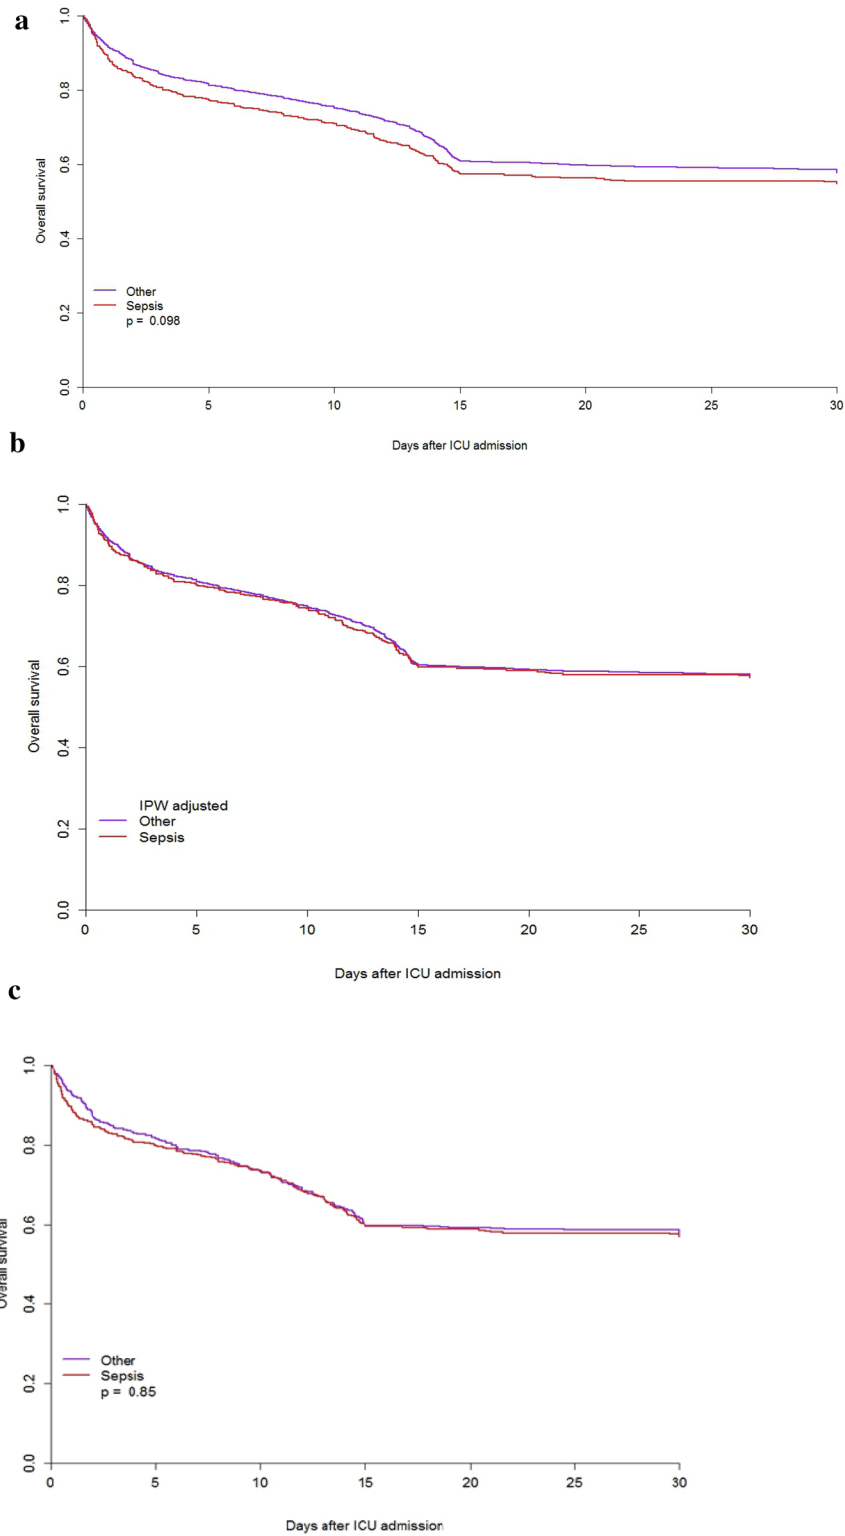 a
1.0
0.8
0.6
0.4
0.2
0.0
Overall survival
Other
Sepsis
p = 0.098
0 5 10 15 20 25 30
Days after ICU admission
b
1.0
0.8
0.6
0.4
0.2
0.0
Overall survival
IPW adjusted
Other
Sepsis
0 5 10 15 20 25 30
Days after ICU admission
c
1.0
0.8
0.6
0.4
0.2
0.0
Overall survival
Other
Sepsis
p = 0.85
0 5 10 15 20 25 30
Days after ICU admission